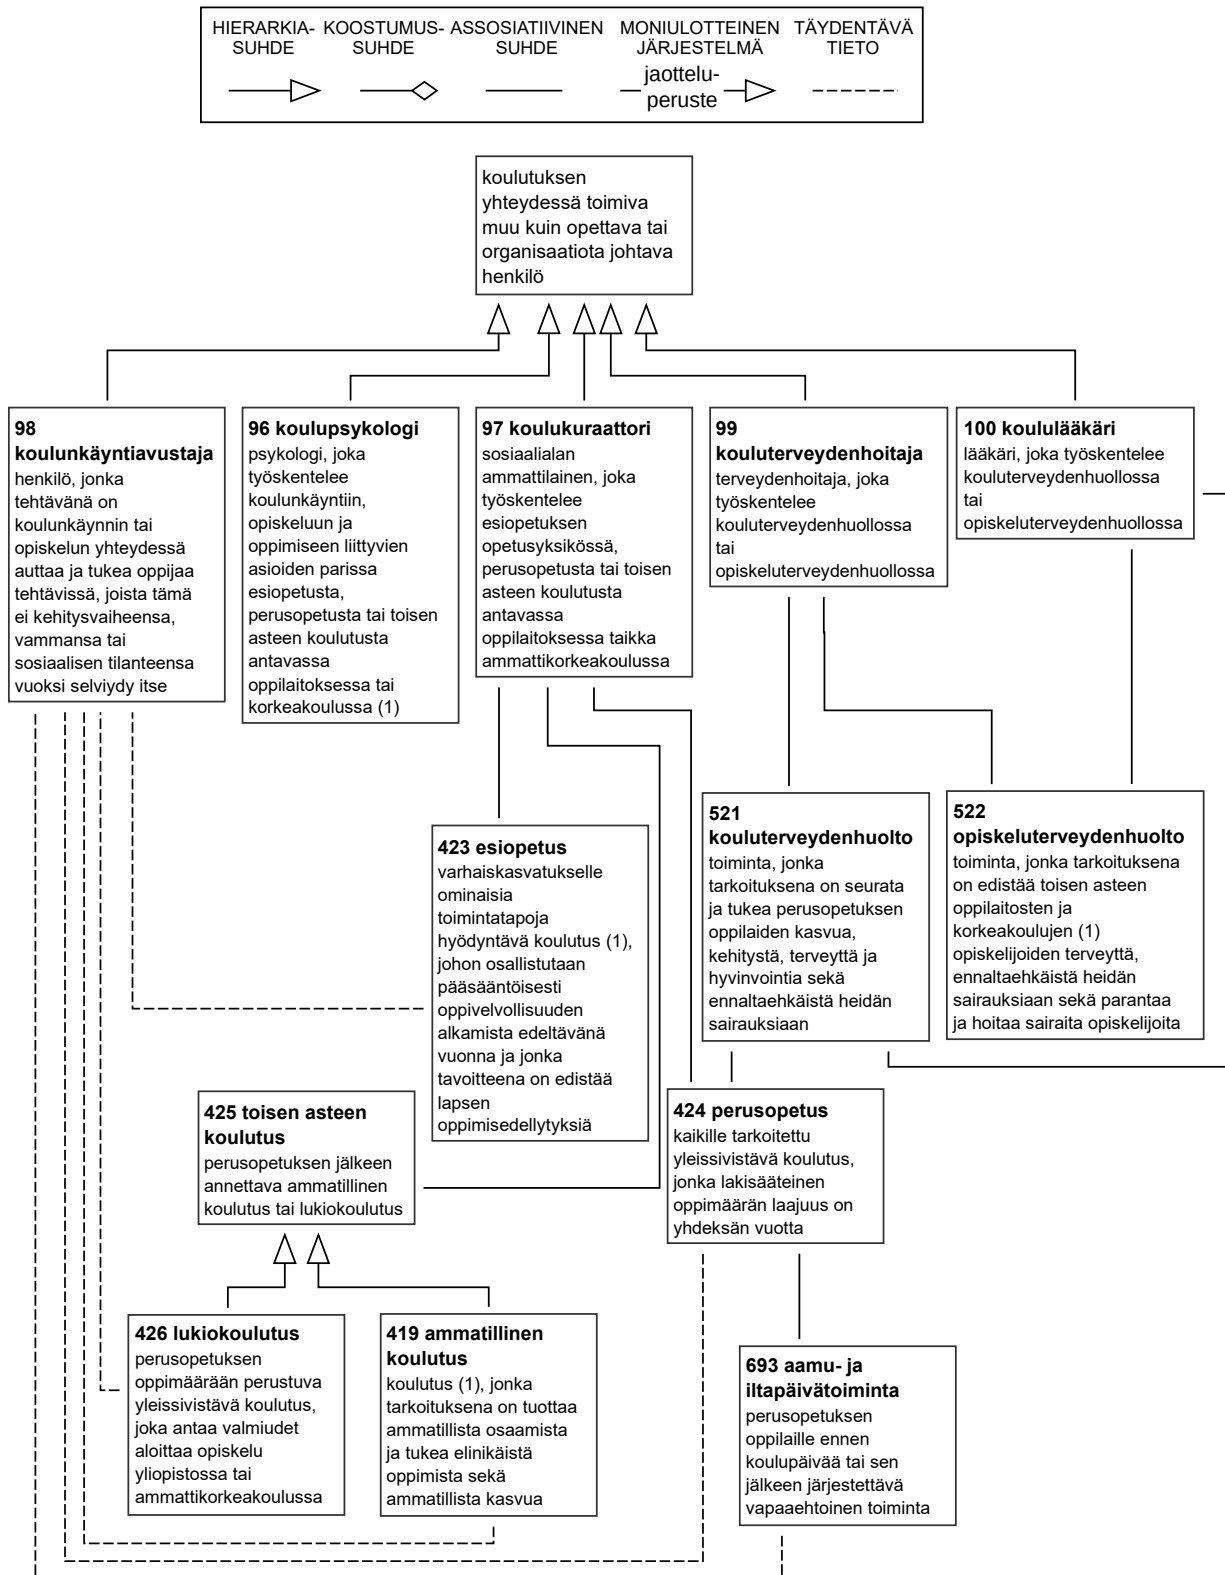 HIERARKIA-
SUHDE
KOOSTUMUS-
SUHDE
ASSOSIATIIVINEN
SUHDE
MONIULOTTEINEN
JÄRJESTELMÄ
jaottelu-
peruste
TÄYDENTÄVÄ
TIETO
koulutuksen
yhteydessä toimiva
muu kuin opettava tai
organisaatiota johtava
henkilö
98
koulunkäyntiavustaja
henkilö, jonka
tehtävänä on
koulunkäynnin tai
opiskelun yhteydessä
auttaa ja tukea oppijaa
tehtävissä, joista tämä
ei kehitysvaiheensa,
vammansa tai
sosiaalisen tilanteensa
vuoksi selviydy itse
96 koulupsykologi
psykologi, joka
työskentelee
koulunkäyntiin,
opiskeluun ja
oppimiseen liittyvien
asioiden parissa
esiopetusta,
perusopetusta tai toisen
asteen koulutusta
antavassa
oppilaitoksessa tai
korkeakoulussa (1)
97 koulukuraattori
sosiaalialan
ammattilainen, joka
työskentelee
esiopetuksen
opetusyksikössä,
perusopetusta tai toisen
asteen koulutusta
antavassa
oppilaitoksessa taikka
ammattikorkeakoulussa
99
kouluterveydenhoitaja
terveydenhoitaja, joka
työskentelee
kouluterveydenhuollossa
tai
opiskeluterveydenhuollossa
100 koululääkäri
lääkäri, joka työskentelee
kouluterveydenhuollossa
tai
opiskeluterveydenhuollossa
423 esiopetus
varhaiskasvatukselle
ominaisia
toimintatapoja
hyödyntävä koulutus (1),
johon osallistutaan
pääsääntöisesti
oppivelvollisuuden
alkamista edeltävänä
vuonna ja jonka
tavoitteena on edistää
lapsen
oppimisedellytyksiä
521
kouluterveydenhuolto
toiminta, jonka
tarkoituksena on seurata
ja tukea perusopetuksen
oppilaiden kasvua,
kehitystä, terveyttä ja
hyvinvointia sekä
ennaltaehkäistä heidän
sairauksiaan
522
opiskeluterveydenhuolto
toiminta, jonka tarkoituksena
on edistää toisen asteen
oppilaitosten ja
korkeakoulujen (1)
opiskelijoiden terveyttä,
ennaltaehkäistä heidän
sairauksiaan sekä parantaa
ja hoitaa sairaita opiskelijoita
425 toisen asteen
koulutus
perusopetuksen jälkeen
annettava ammatillinen
koulutus tai lukiokoulutus
424 perusopetus
kaikille tarkoitettu
yleissivistävä koulutus,
jonka lakisääteinen
oppimäärän laajuus on
yhdeksän vuotta
426 lukiokoulutus
perusopetuksen
oppimäärään perustuva
yleissivistävä koulutus,
joka antaa valmiudet
aloittaa opiskelu
yliopistossa tai
ammattikorkeakoulussa
419 ammatillinen
koulutus
koulutus (1), jonka
tarkoituksena on tuottaa
ammatillista osaamista
ja tukea elinikäistä
oppimista sekä
ammatillista kasvua
693 aamu- ja
iltapäivätoiminta
perusopetuksen
oppilaille ennen
koulupäivää tai sen
jälkeen järjestettävä
vapaaehtoinen toiminta